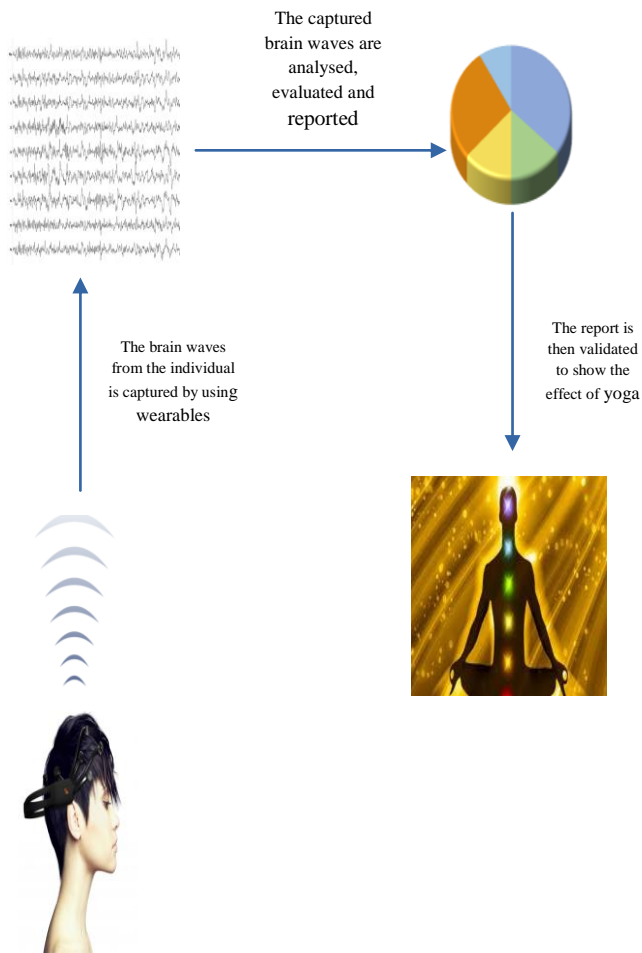 The captured
brain waves are
analysed,
evaluated and
reported
The brain waves
from the individual
is captured by using
wearables
The report is
then validated
to show the
effect of yoga